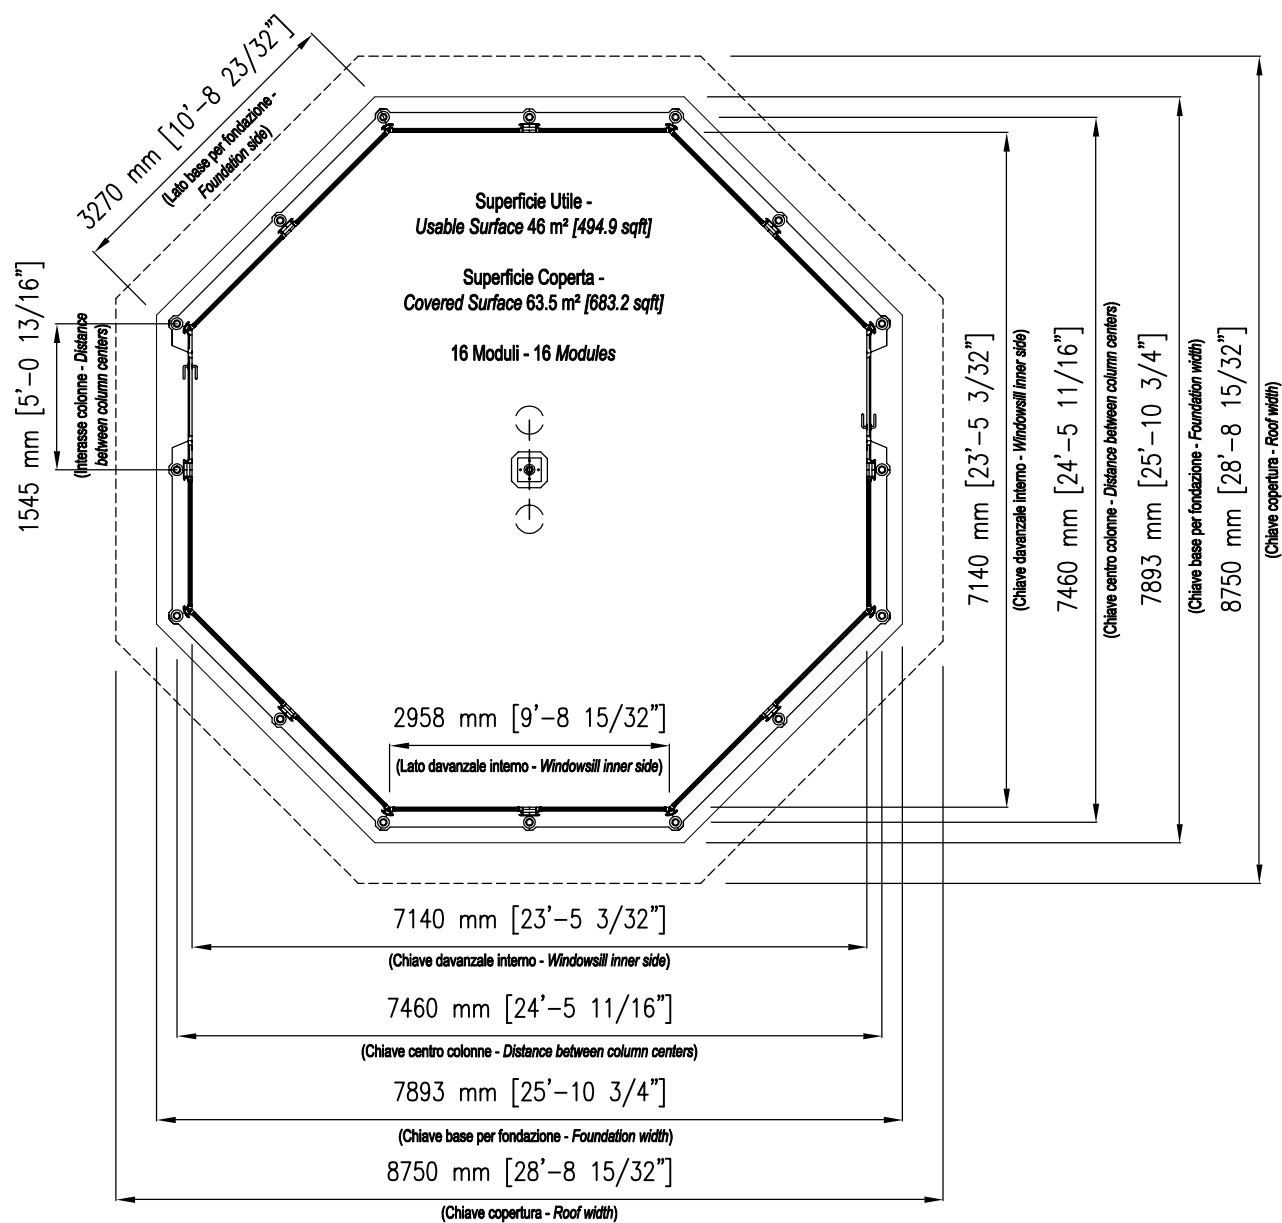 3270 mm [10'-8 23/32"]
(Lato base per fondazione -
Foundation side)
Superficie Utile -
Usable Surface 46 m² [494.9 sqft]
Superficie Coperta -
Covered Surface 63.5 m² [683.2 sqft]
16 Moduli - 16 Modules
1545 mm [5'-0 13/16"]
(Interasse colonne - Distance
between column centers)
7140 mm [23'-5 3/32"]
(Chiave davanzale interno - Windowsill inner side)
7460 mm [24'-5 11/16"]
(Chiave centro colonne - Distance between column centers)
7893 mm [25'-10 3/4"]
(Chiave base per fondazione - Foundation width)
8750 mm [28'-8 15/32"]
(Chiave copertura - Roof width)
2958 mm [9'-8 15/32"]
(Lato davanzale interno - Windowsill inner side)
7140 mm [23'-5 3/32"]
(Chiave davanzale interno - Windowsill inner side)
7460 mm [24'-5 11/16"]
(Chiave centro colonne - Distance between column centers)
7893 mm [25'-10 3/4"]
(Chiave base per fondazione - Foundation width)
8750 mm [28'-8 15/32"]
(Chiave copertura - Roof width)